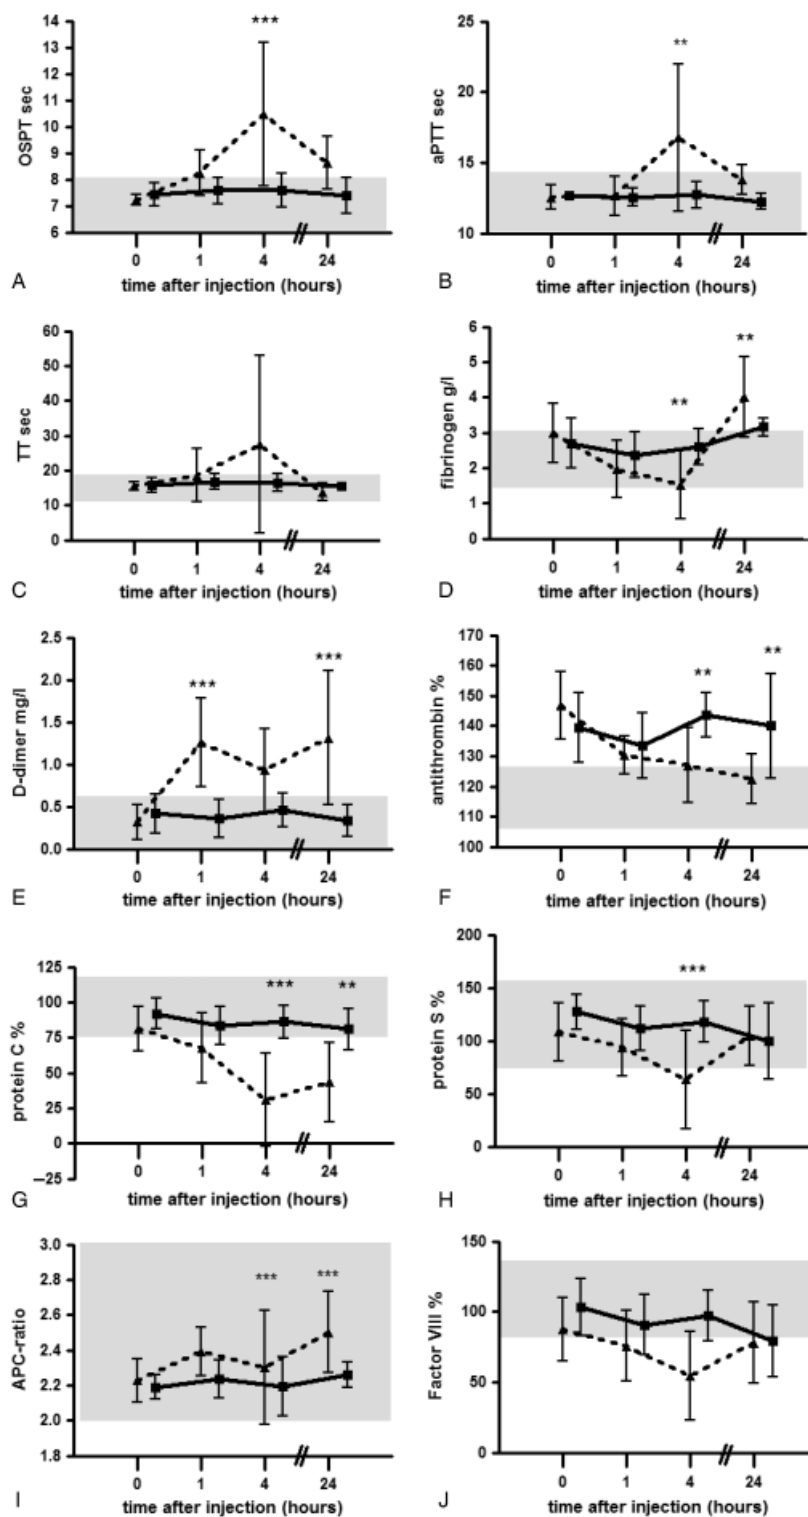 14
13
12
11
10
9
8
7
6
OSPT sec
***
0 1 4 24
A
time after injection (hours)
25
20
15
10
aPTT sec
**
0 1 4 24
B
time after injection (hours)
60
50
40
30
20
10
0
TT sec
0 1 4 24
C
time after injection (hours)
6
5
4
3
2
1
0
fibrinogen g/l
** **
0 1 4 24
D
time after injection (hours)
2.5
2.0
1.5
1.0
0.5
0.0
D-dimer mg/l
*** ***
0 1 4 24
E
time after injection (hours)
170
160
150
140
130
120
110
100
antithrombin %
** **
0 1 4 24
F
time after injection (hours)
125
100
75
50
25
0
−25
protein C %
*** **
0 1 4 24
G
time after injection (hours)
200
150
100
50
0
protein S %
***
0 1 4 24
H
time after injection (hours)
3.0
2.8
2.6
2.4
2.2
2.0
1.8
APC-ratio
*** ***
0 1 4 24
I
time after injection (hours)
150
100
50
0
Factor VIII %
0 1 4 24
J
time after injection (hours)